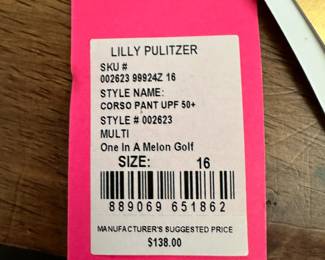 LILLY PULITZER
SKU #
002623 99924Z 16
STYLE NAME:
CORSO PANT UPF 50+
STYLE # 002623
MULTI
One In A Melon Golf
SIZE: 16
889069 651862
MANUFACTURER'S SUGGESTED PRICE
$138.00